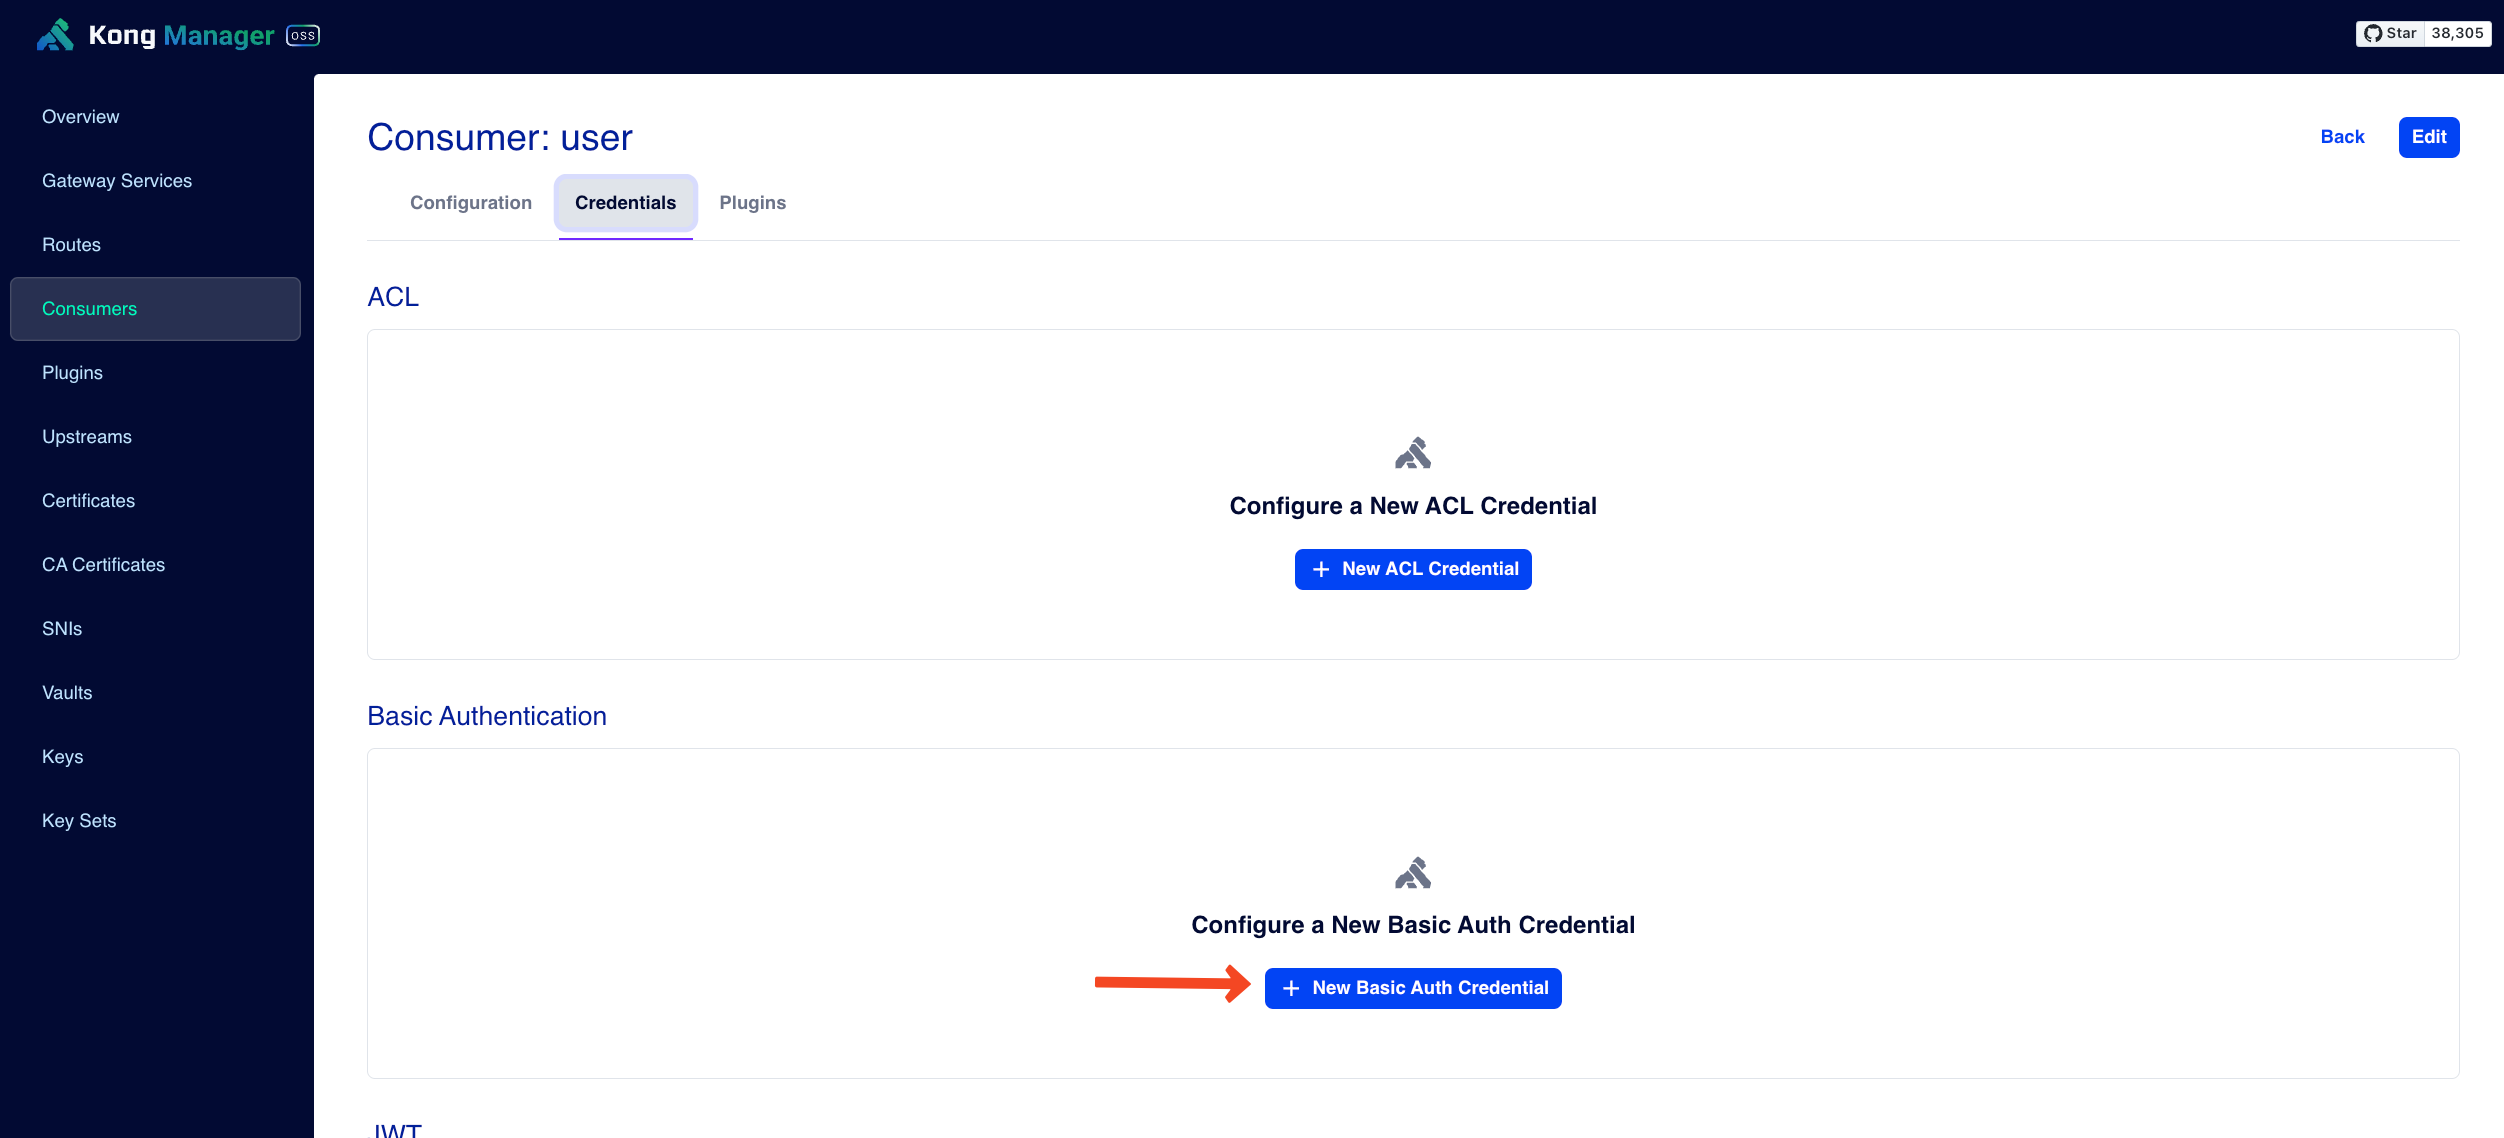 Kong Manager OSS
Star 38,305
Overview
Gateway Services
Routes
Consumers
Plugins
Upstreams
Certificates
CA Certificates
SNIs
Vaults
Keys
Key Sets
Consumer: user
Back
Edit
Configuration
Credentials
Plugins
ACL
Configure a New ACL Credential
+ New ACL Credential
Basic Authentication
Configure a New Basic Auth Credential
+ New Basic Auth Credential
JWT